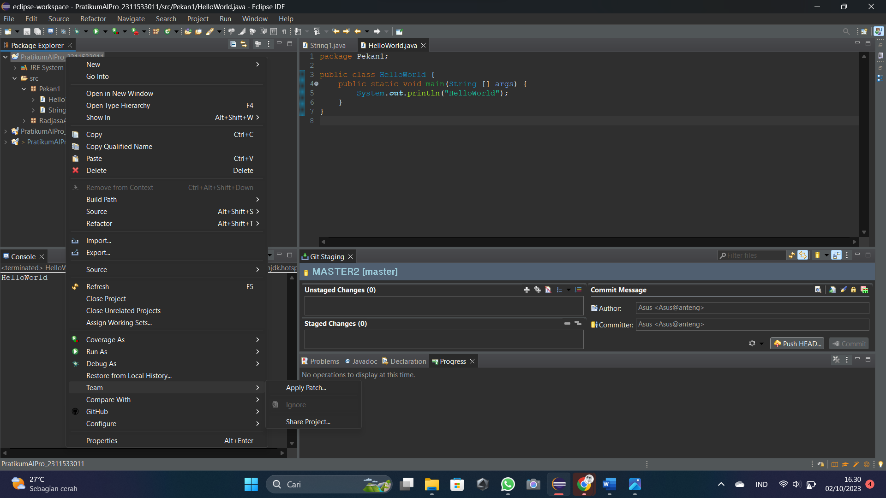 eclipse-workspace - PratikumAlPro_2311533011/src/Pekan1/HelloWorld.java - Eclipse IDE
File Edit Source Refactor Navigate Search Project Run Window Help
Package Explorer
PratikumAlPro_2311533011
JRE System
src
Pekan1
Hello
String
RadjasaA
PratikumAlPro
> PratikumAlPr
New
Go Into
Open in New Window
Open Type Hierarchy F4
Show In Alt+Shift+W
Copy Ctrl+C
Copy Qualified Name
Paste Ctrl+V
Delete Delete
Remove from Context Ctrl+Alt+Shift+Down
Build Path
Source Alt+Shift+S
Refactor Alt+Shift+T
Import...
Export...
Source
Refresh F5
Close Project
Close Unrelated Projects
Assign Working Sets...
Coverage As
Run As
Debug As
Restore from Local History...
Team
Compare With
GitHub
Configure
Properties Alt+Enter
Apply Patch...
Ignore
Share Project...
String1.java HelloWorld.java
1 package Pekan1;
2
3 public class HelloWorld {
4 public static void main(String [] args) {
5 System.out.println("HelloWorld");
6 }
7 }
8
Console
<terminated> HelloW
HelloWorld
Git Staging
Filter files
MASTER2 [master]
Unstaged Changes (0)
Staged Changes (0)
Commit Message
Author: Asus <Asus@anteng>
Committer: Asus <Asus@anteng>
Push HEAD...
Commit
Problems Javadoc Declaration Progress
No operations to display at this time.
PratikumAlPro_2311533011
27°C
Sebagian cerah
Cari
IND
16.30
02/10/2023
4